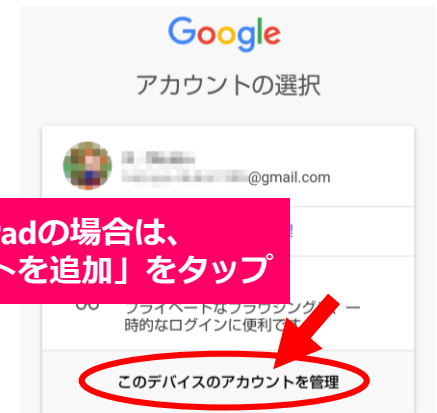 Google
アカウントの選択
@gmail.com
adの場合は、
トを追加」をタップ
プライベートなブラウジング
一
時的なログインに便利で
このデバイスのアカウントを管理